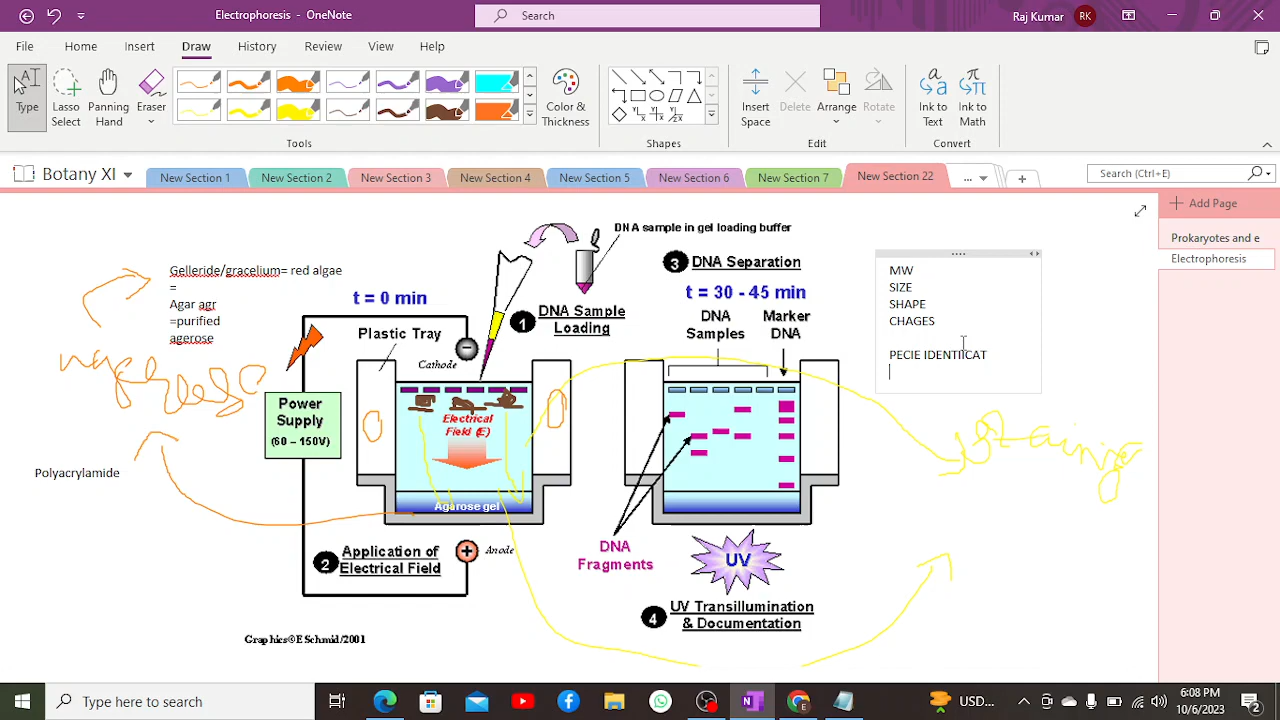 Electrophoresis - OneNote
Search
Raj Kumar
RK
File
Home
Insert
Draw
History
Review
View
Help
Type
Lasso
Select
Panning
Hand
Eraser
Color &
Thickness
Insert
Space
Delete
Arrange
Rotate
Ink to
Text
Ink to
Math
Tools
Shapes
Edit
Convert
Botany XI
New Section 1
New Section 2
New Section 3
New Section 4
New Section 5
New Section 6
New Section 7
New Section 22
...
Search (Ctrl+E)
Add Page
Prokaryotes and e
Electrophoresis
Gelleride/gracelium= red algae
=
Agar agr
=purified
agerose
Polyacrylamide
t = 0 min
Plastic Tray
Cathode
Power
Supply
(60 – 150V)
DNA sample in gel loading buffer
1 DNA Sample
Loading
Electrical
Field (E)
Agarose gel
2 Application of
Electrical Field
Anode
3 DNA Separation
t = 30 - 45 min
DNA
Samples
Marker
DNA
DNA
Fragments
UV
4 UV Transillumination
& Documentation
Graphics©E Schmid/2001
MW
SIZE
SHAPE
CHAGES
PECIE IDENTIICAT
Type here to search
USD...
6:08 PM
10/6/2023
2